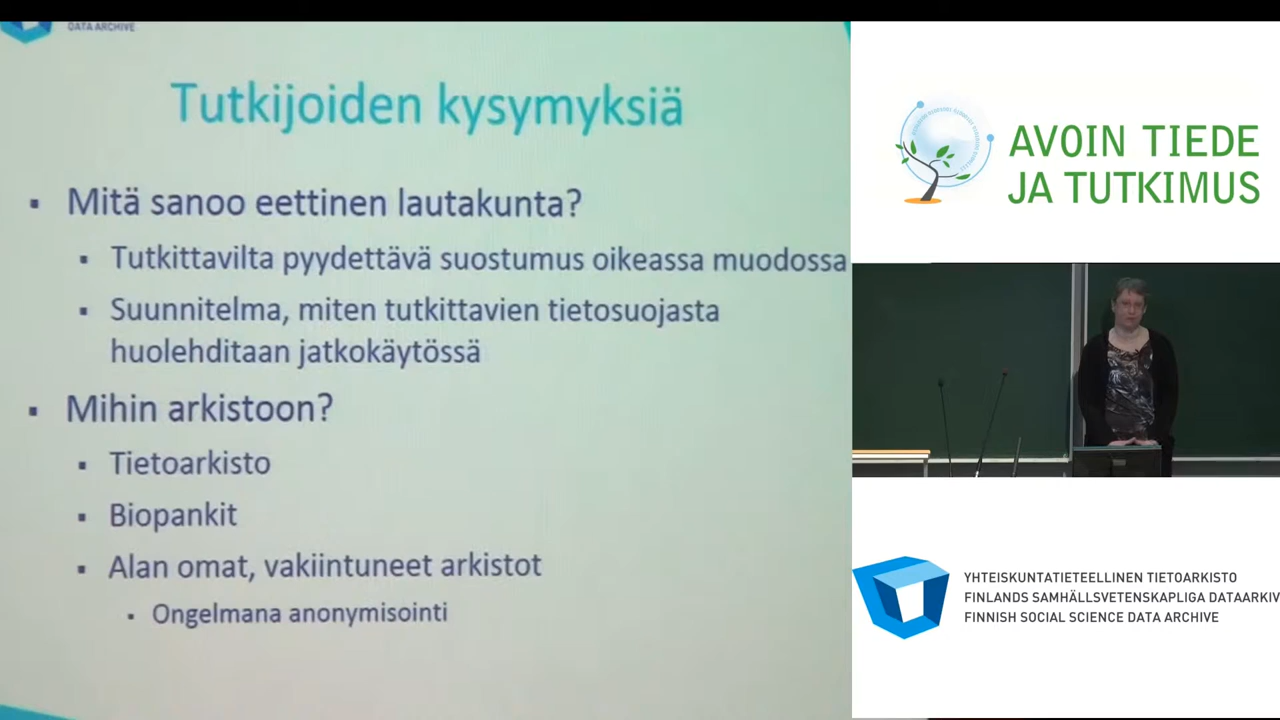 DATA ARCHIVE
Tutkijoiden kysymyksiä
▪ Mitä sanoo eettinen lautakunta?
▪ Tutkittavilta pyydettävä suostumus oikeassa muodossa
▪ Suunnitelma, miten tutkittavien tietosuojasta
huolehditaan jatkokäytössä
▪ Mihin arkistoon?
▪ Tietoarkisto
▪ Biopankit
▪ Alan omat, vakiintuneet arkistot
▪ Ongelmana anonymisointi
AVOIN TIEDE
JA TUTKIMUS
YHTEISKUNTATIETEELLINEN TIETOARKISTO
FINLANDS SAMHÄLLSVETENSKAPLIGA DATAARKIV
FINNISH SOCIAL SCIENCE DATA ARCHIVE